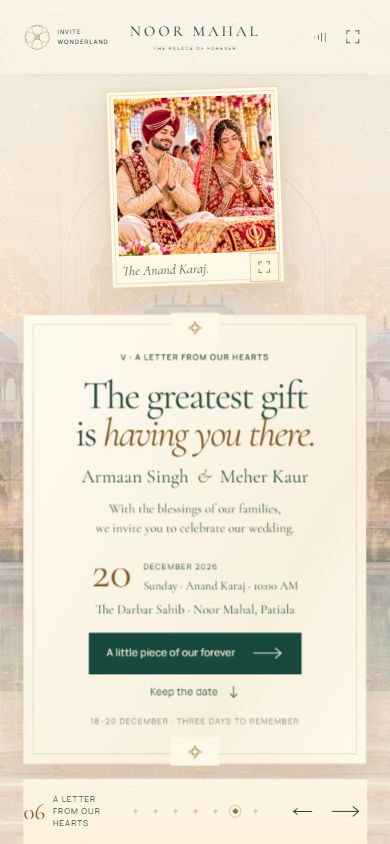 INVITE
WONDERLAND
NOOR MAHAL
THE PALACE OF FOREVER
The Anand Karaj.
V · A LETTER FROM OUR HEARTS
The greatest gift
is having you there.
Armaan Singh & Meher Kaur
With the blessings of our families,
we invite you to celebrate our wedding.
20
DECEMBER 2026
Sunday · Anand Karaj · 10:00 AM
The Darbar Sahib · Noor Mahal, Patiala
A little piece of our forever
Keep the date
18–20 DECEMBER · THREE DAYS TO REMEMBER
06
A LETTER
FROM OUR
HEARTS